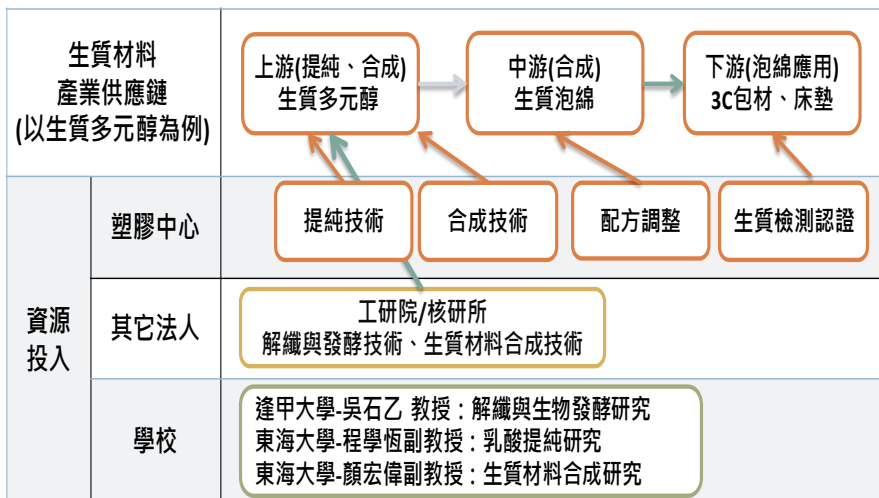 生質材料
產業供應鏈
(以生質多元醇為例)
上游(提純、合成)
生質多元醇
中游(合成)
生質泡綿
下游(泡綿應用)
3C包材、床墊
資源
投入
塑膠中心
提純技術
合成技術
配方調整
生質檢測認證
其它法人
工研院/核研所
解纖與發酵技術、生質材料合成技術
學校
逢甲大學-吳石乙 教授：解纖與生物發酵研究
東海大學-程學恆副教授：乳酸提純研究
東海大學-顏宏偉副教授：生質材料合成研究